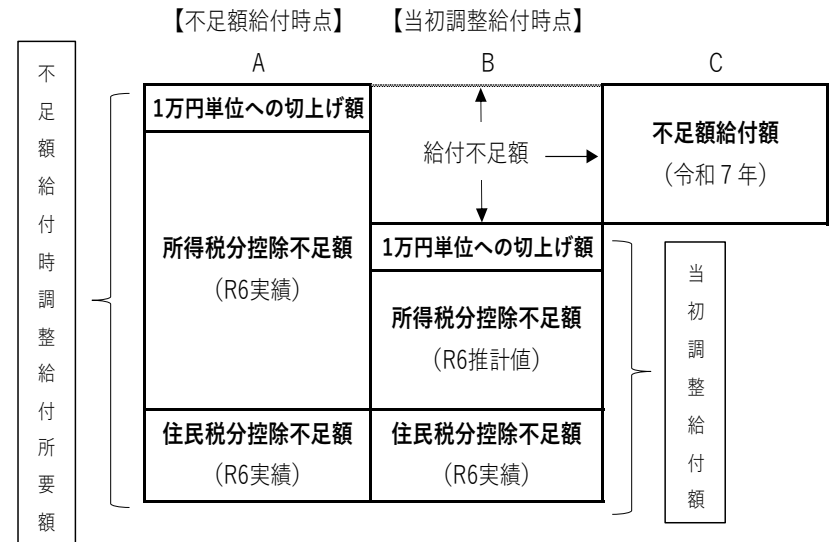 【不足額給付時点】
【当初調整給付時点】
A
B
C
不足額給付時調整給付所要額
1万円単位への切上げ額
所得税分控除不足額
（R6実績）
住民税分控除不足額
（R6実績）
給付不足額
1万円単位への切上げ額
所得税分控除不足額
（R6推計値）
住民税分控除不足額
（R6実績）
不足額給付額
（令和７年）
当初調整給付額